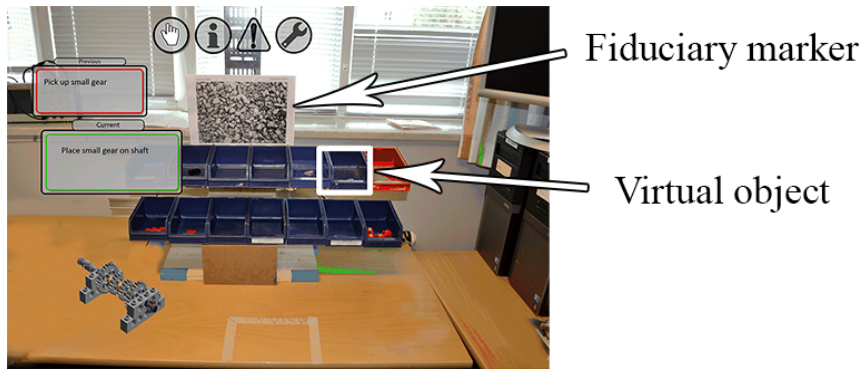 Previous
Pick up small gear
Fiduciary marker
Current
Place small gear on shaft
Virtual object